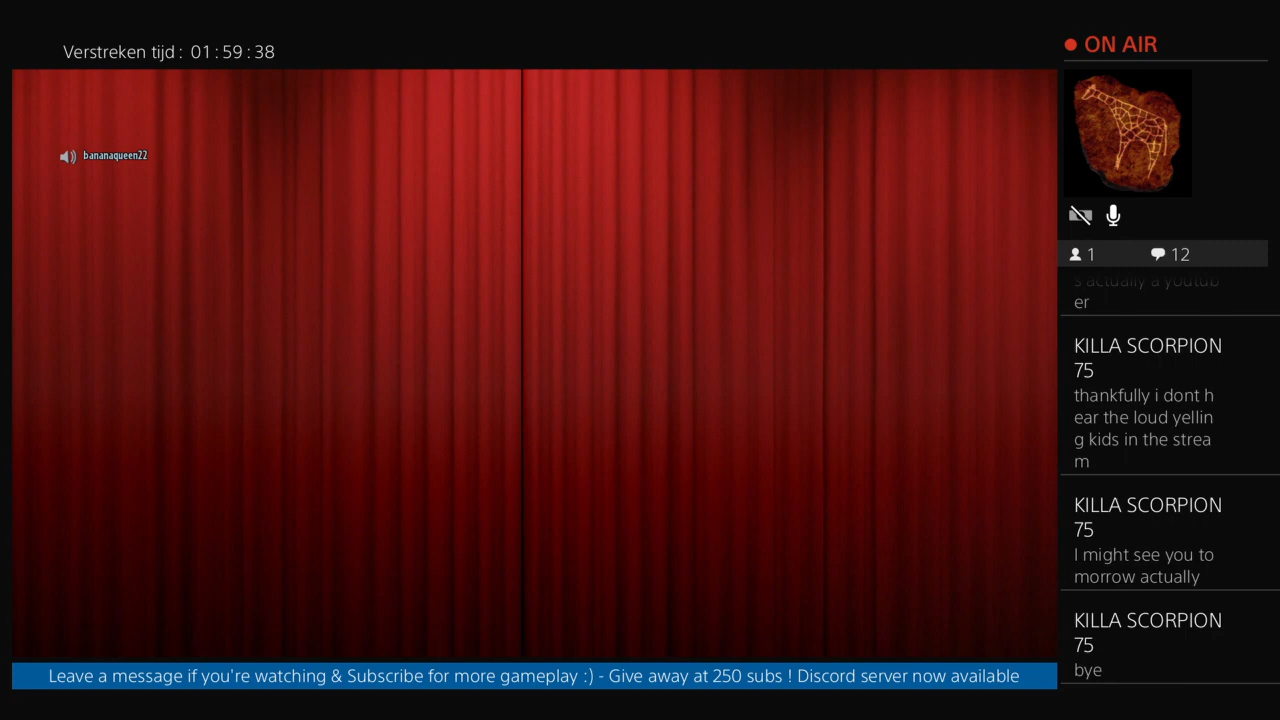 Verstreken tijd : 01 : 59 : 38
ON AIR
bananaqueen22
1 12
s actually a youtub
er
KILLA SCORPION
75
thankfully i dont h
ear the loud yellin
g kids in the strea
m
KILLA SCORPION
75
I might see you to
morrow actually
KILLA SCORPION
75
bye
Leave a message if you're watching & Subscribe for more gameplay :) - Give away at 250 subs ! Discord server now available